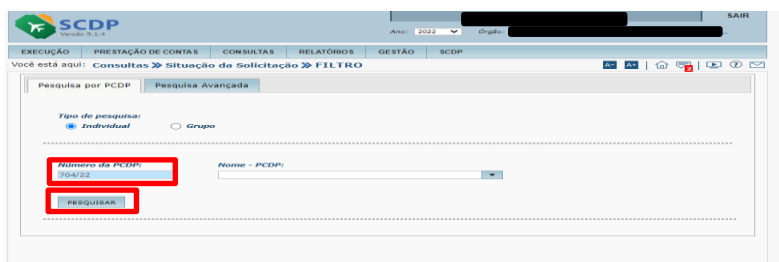 SCDP
Versão 9.1.4
SAIR
Ano: 2022 Órgão:
EXECUÇÃO PRESTAÇÃO DE CONTAS CONSULTAS RELATÓRIOS GESTÃO SCDP
Você está aqui: Consultas >> Situação da Solicitação >> FILTRO
A- A+ 2
Pesquisa por PCDP Pesquisa Avançada
Tipo de pesquisa:
Individual Grupo
Número da PCDP: Nome - PCDP:
704/22
PESQUISAR